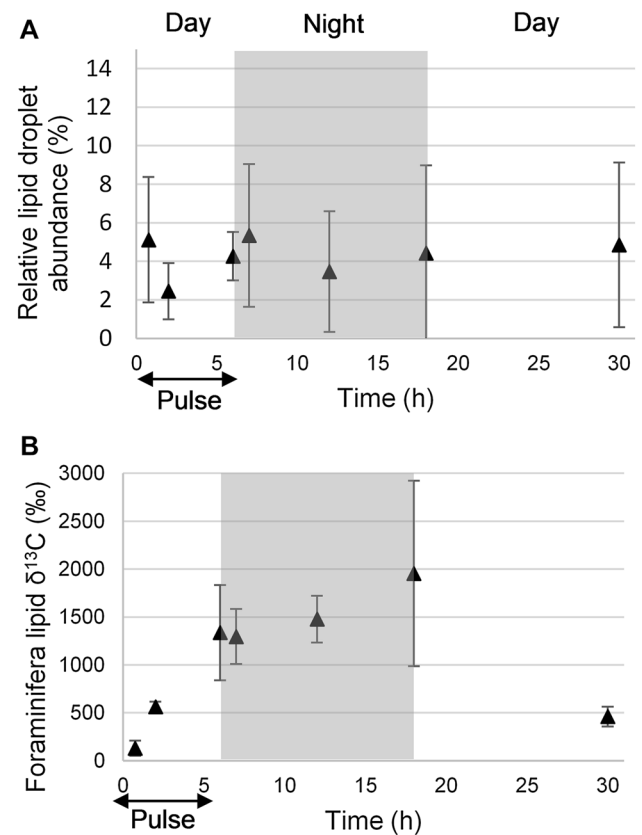 A
Day Night Day
Relative lipid droplet
abundance (%)
14
12
10
8
6
4
2
0
0 5 10 15 20 25 30
Pulse
Time (h)
B
Foraminifera lipid δ¹³C (‰)
3000
2500
2000
1500
1000
500
0
0 5 10 15 20 25 30
Pulse
Time (h)